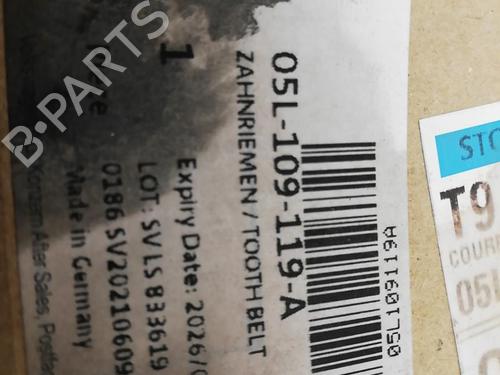 B-PARTS
05L-109-119-A
ZAHNRIEMEN / TOOTH BELT
1
Expiry Date: 2026/0
LOT: SV LS 833619
0186 SV20210609
Made in Germany
After Sales,
05L109119A
STO
T9
COUR
05L